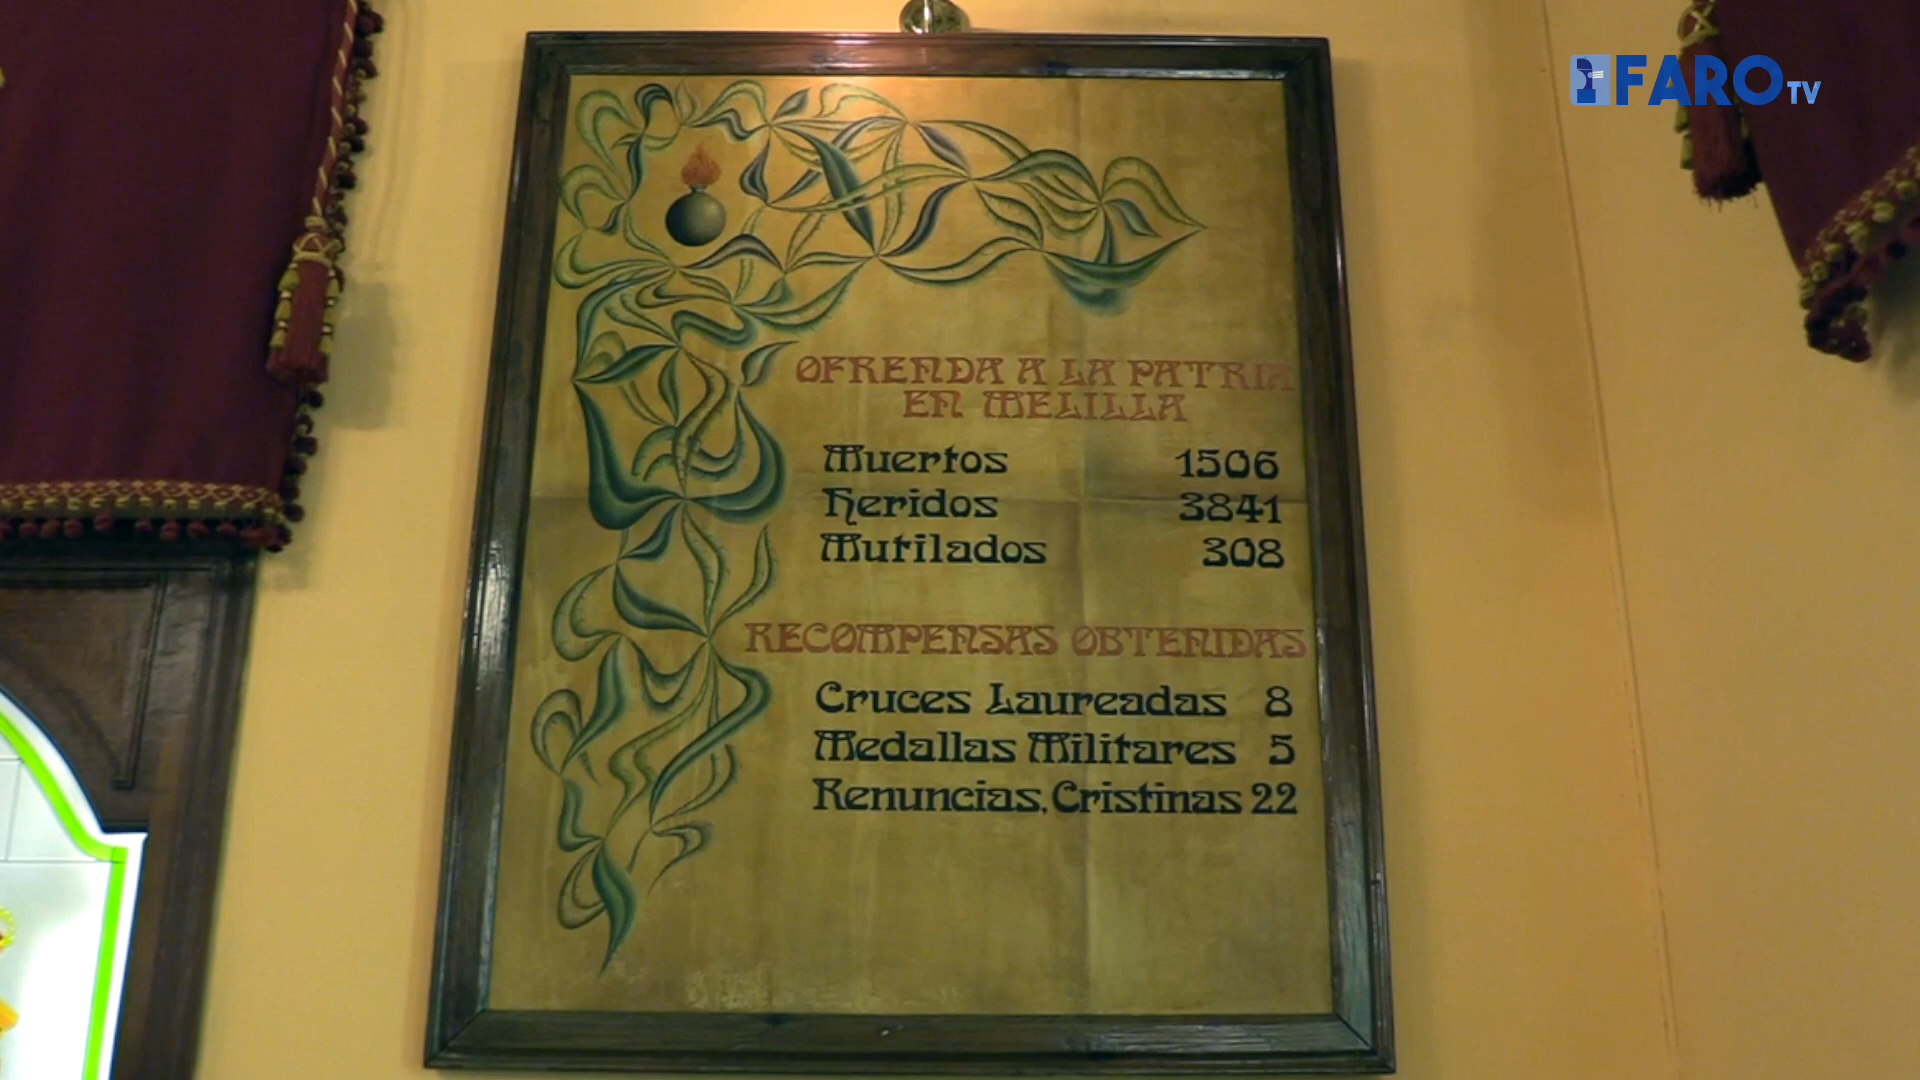 FARO TV
OFRENDA A LA PATRIA
EN MELILLA
Muertos 1506
Heridos 3841
Mutilados 308
RECOMPENSAS OBTENIDAS
Cruces Laureadas 8
Medallas Militares 5
Renuncias, Cristinas 22